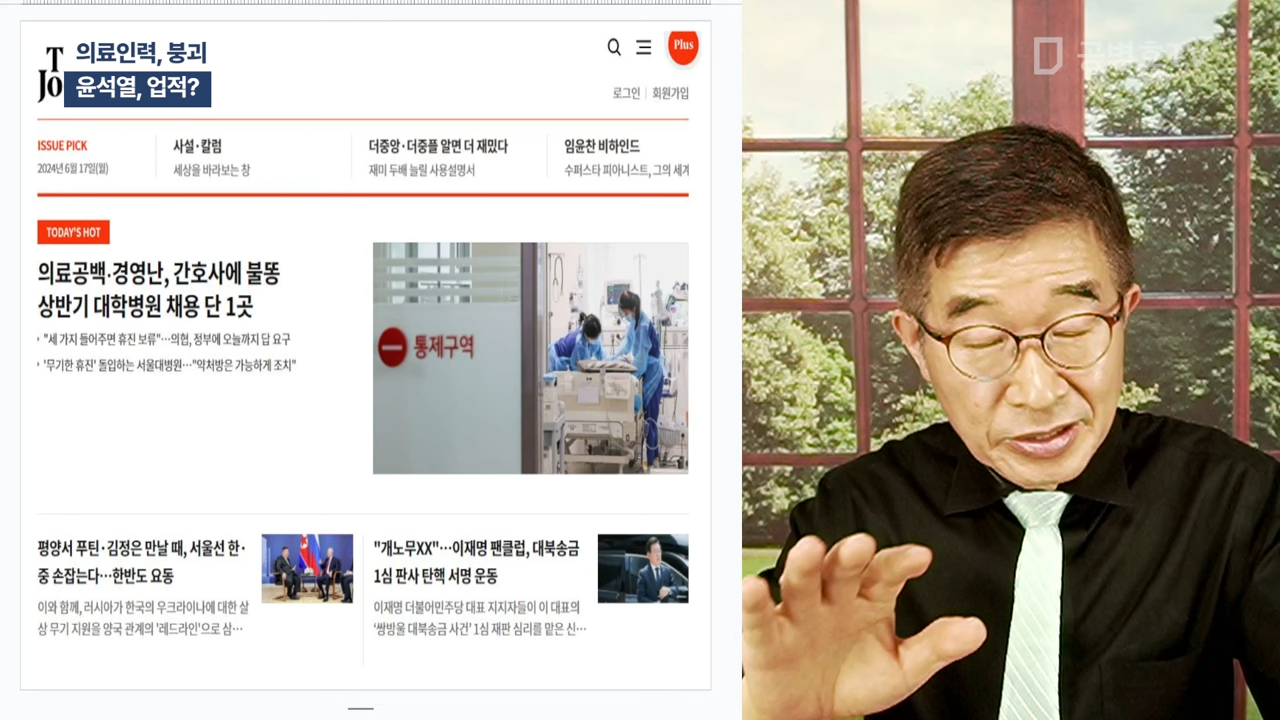 의료인력, 붕괴
윤석열, 업적?
T
Jo
Plus
로그인 | 회원가입
ISSUE PICK
2024년 6월 17일(월)
사설·칼럼
세상을 바라보는 창
더중앙·더중플 알면 더 재밌다
재미 두배 늘릴 사용설명서
임윤찬 비하인드
수퍼스타 피아니스트, 그의 세계
TODAY'S HOT
의료공백·경영난, 간호사에 불똥
상반기 대학병원 채용 단 1곳
"세 가지 들어주면 휴진 보류"…의협, 정부에 오늘까지 답 요구
'무기한 휴진' 돌입하는 서울대병원…"약처방은 가능하게 조치"
통제구역
평양서 푸틴·김정은 만날 때, 서울선 한·
중 손잡는다…한반도 요동
이와 함께, 러시아가 한국의 우크라이나에 대한 살
상 무기 지원을 양국 관계의 '레드라인'으로 삼…
"개노무XX"…이재명 팬클럽, 대북송금
1심 판사 탄핵 서명 운동
이재명 더불어민주당 대표 지지자들이 이 대표의
'쌍방울 대북송금 사건' 1심 재판 심리를 맡은 신…